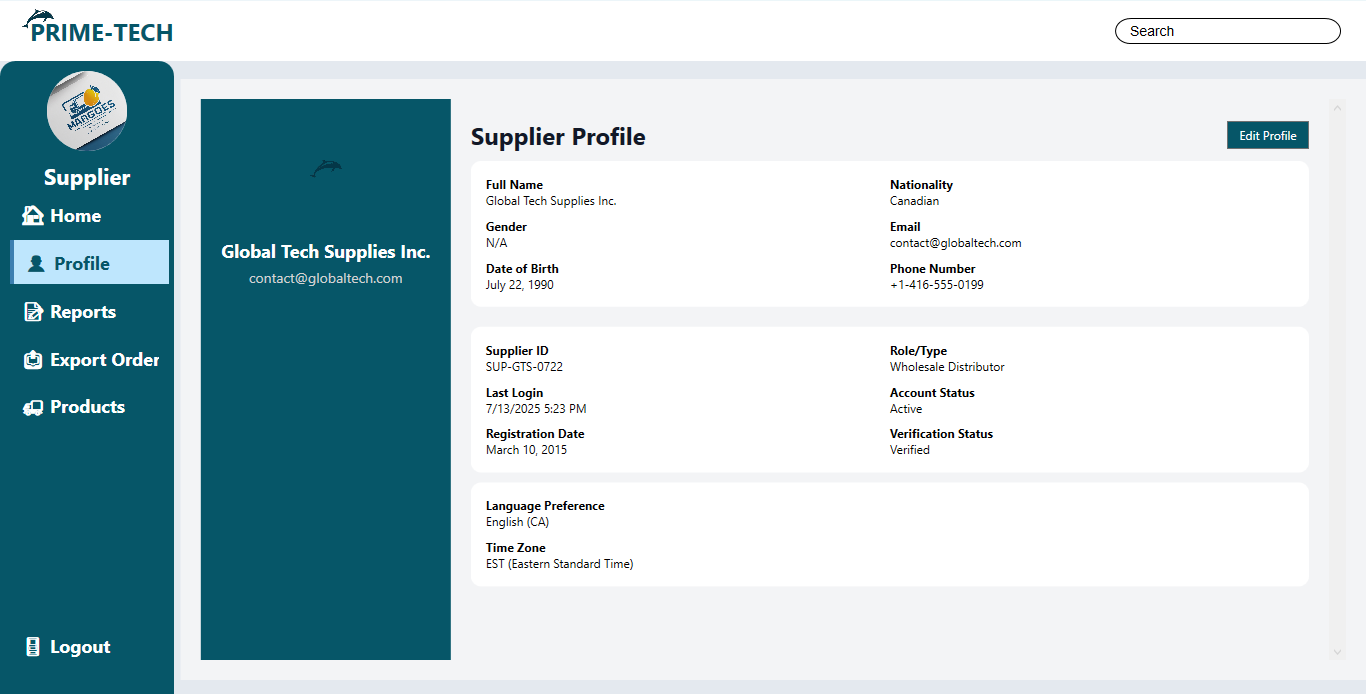 PRIME-TECH
Search
MARGOES
Supplier
Home
Profile
Reports
Export Order
Products
Logout
Global Tech Supplies Inc.
contact@globaltech.com
Supplier Profile
Edit Profile
Full Name
Global Tech Supplies Inc.
Nationality
Canadian
Gender
N/A
Email
contact@globaltech.com
Date of Birth
July 22, 1990
Phone Number
+1-416-555-0199
Supplier ID
SUP-GTS-0722
Role/Type
Wholesale Distributor
Last Login
7/13/2025 5:23 PM
Account Status
Active
Registration Date
March 10, 2015
Verification Status
Verified
Language Preference
English (CA)
Time Zone
EST (Eastern Standard Time)